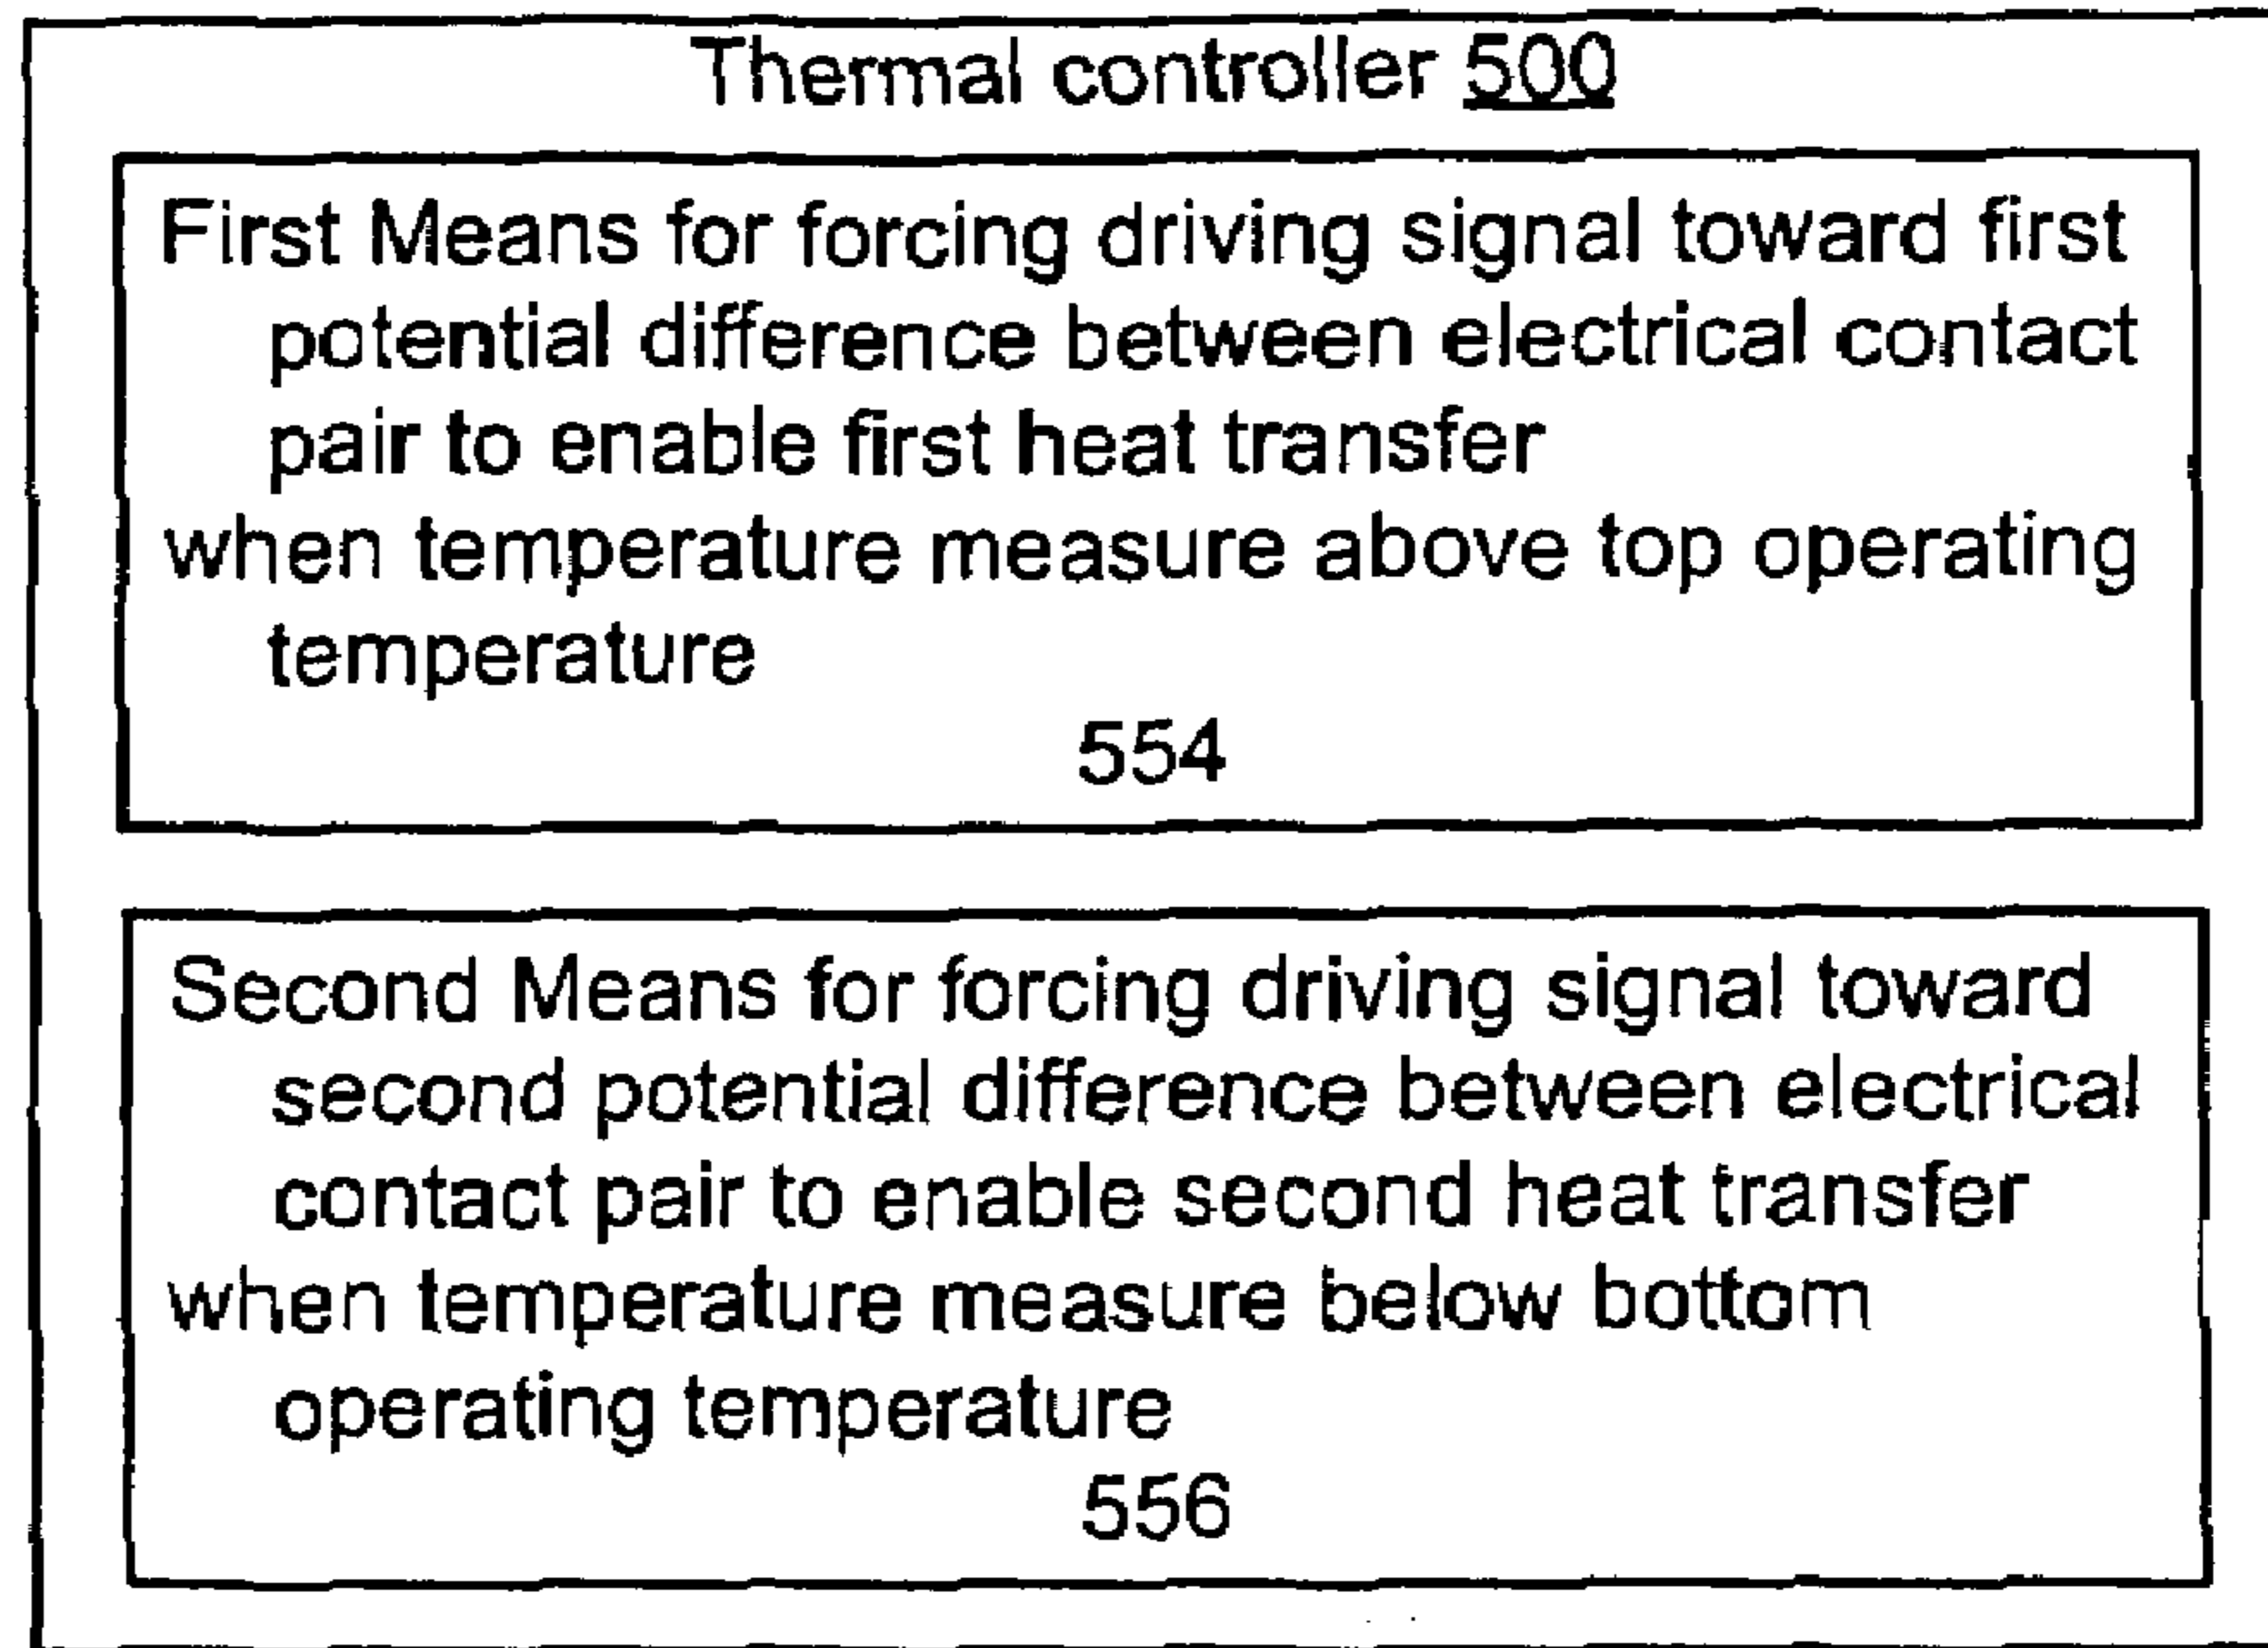 Thermal controller 500
First Means for forcing driving signal toward first
potential difference between electrical contact
pair to enable first heat transfer
when temperature measure above top operating
temperature
554
Second Means for forcing driving signal toward
second potential difference between electrical
contact pair to enable second heat transfer
when temperature measure below bottom
operating temperature
556